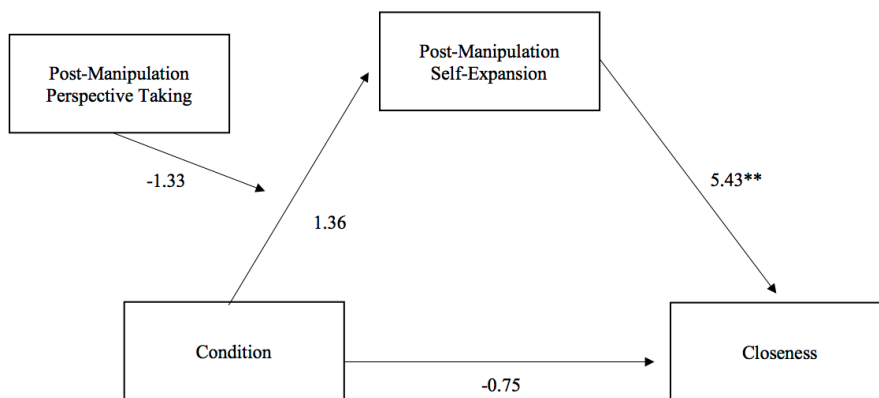 Post-Manipulation
Self-Expansion
Post-Manipulation
Perspective Taking
-1.33
5.43**
1.36
Condition
Closeness
-0.75